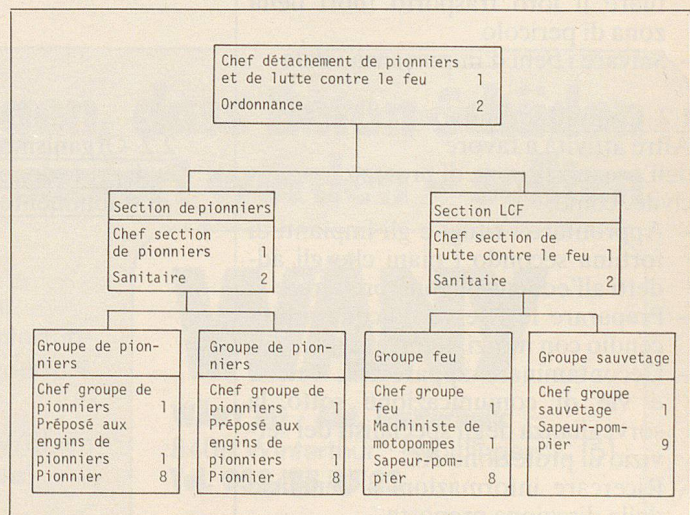 Chef détachement de pionniers
et de lutte contre le feu 1
Ordonnance 2
Section de pionniers
Chef section
de pionniers 1
Sanitaire 2
Section LCF
Chef section de
lutte contre le feu 1
Sanitaire 2
Groupe de pion-
niers
Chef groupe de
pionniers 1
Préposé aux
engins de
pionniers 1
Pionnier 8
Groupe de pion-
niers
Chef groupe de
pionniers 1
Préposé aux
engins de
pionniers 1
Pionnier 8
Groupe feu
Chef groupe
feu 1
Machiniste de
motopompes 1
Sapeur-pom-
pier 8
Groupe sauvetage
Chef groupe
sauvetage 1
Sapeur-pom-
pier 9